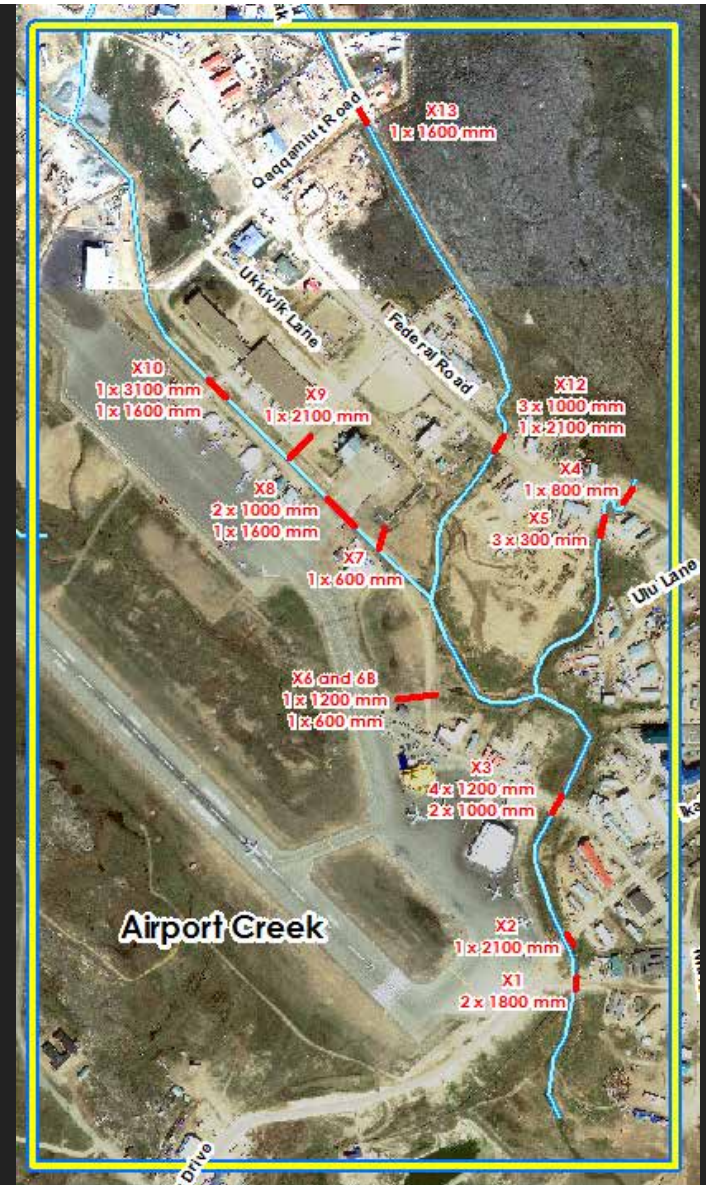 X13
1 x 1600 mm
Qaqqamiut Road
Ukkivik Lane
Federal Road
X10
1 x 3100 mm
1 x 1600 mm
X9
1 x 2100 mm
X12
3 x 1000 mm
1 x 2100 mm
X4
1 x 800 mm
X8
2 x 1000 mm
1 x 1600 mm
X5
3 x 300 mm
X7
1 x 600 mm
Ulu Lane
X6 and 6B
1 x 1200 mm
1 x 600 mm
X3
4 x 1200 mm
2 x 1000 mm
Airport Creek
X2
1 x 2100 mm
X1
2 x 1800 mm
Drive